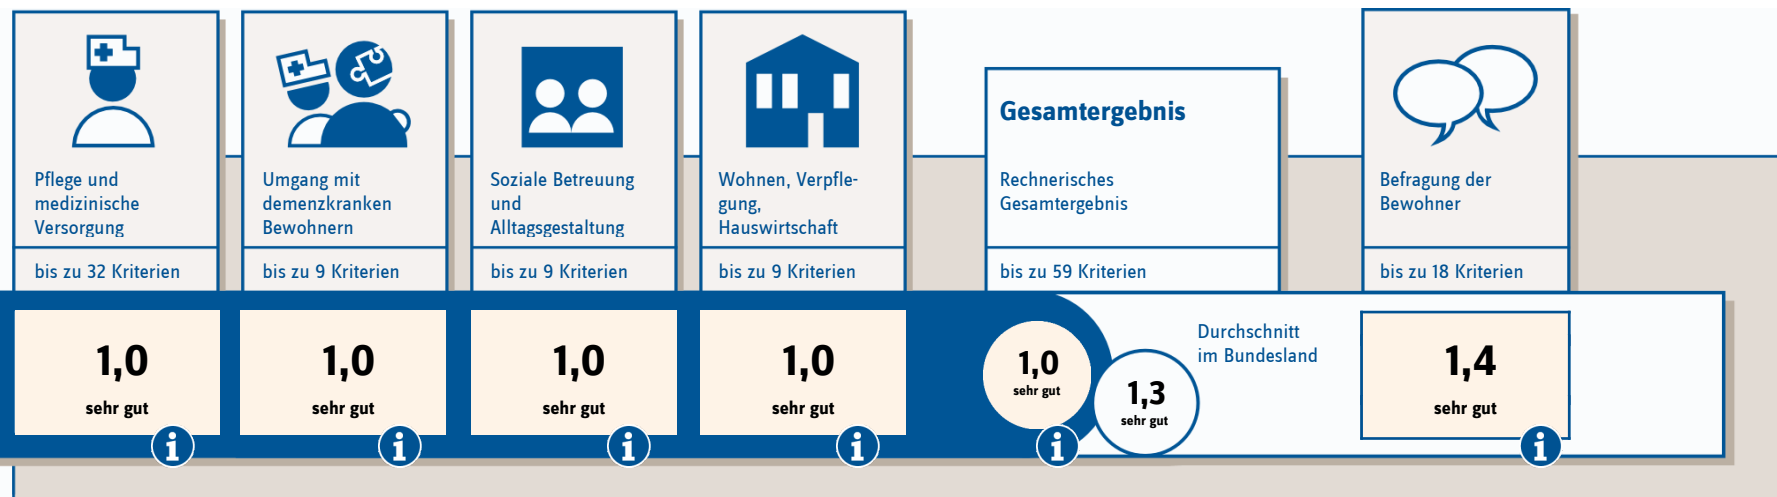 Pflege und
medizinische
Versorgung
bis zu 32 Kriterien
1,0
sehr gut
i
Umgang mit
demenzkranken
Bewohnern
bis zu 9 Kriterien
1,0
sehr gut
i
Soziale Betreuung
und
Alltagsgestaltung
bis zu 9 Kriterien
1,0
sehr gut
i
Wohnen, Verpfle-
gung,
Hauswirtschaft
bis zu 9 Kriterien
1,0
sehr gut
i
Gesamtergebnis
Rechnerisches
Gesamtergebnis
bis zu 59 Kriterien
1,0
sehr gut
i
1,3
sehr gut
Durchschnitt
im Bundesland
Befragung der
Bewohner
bis zu 18 Kriterien
1,4
sehr gut
i